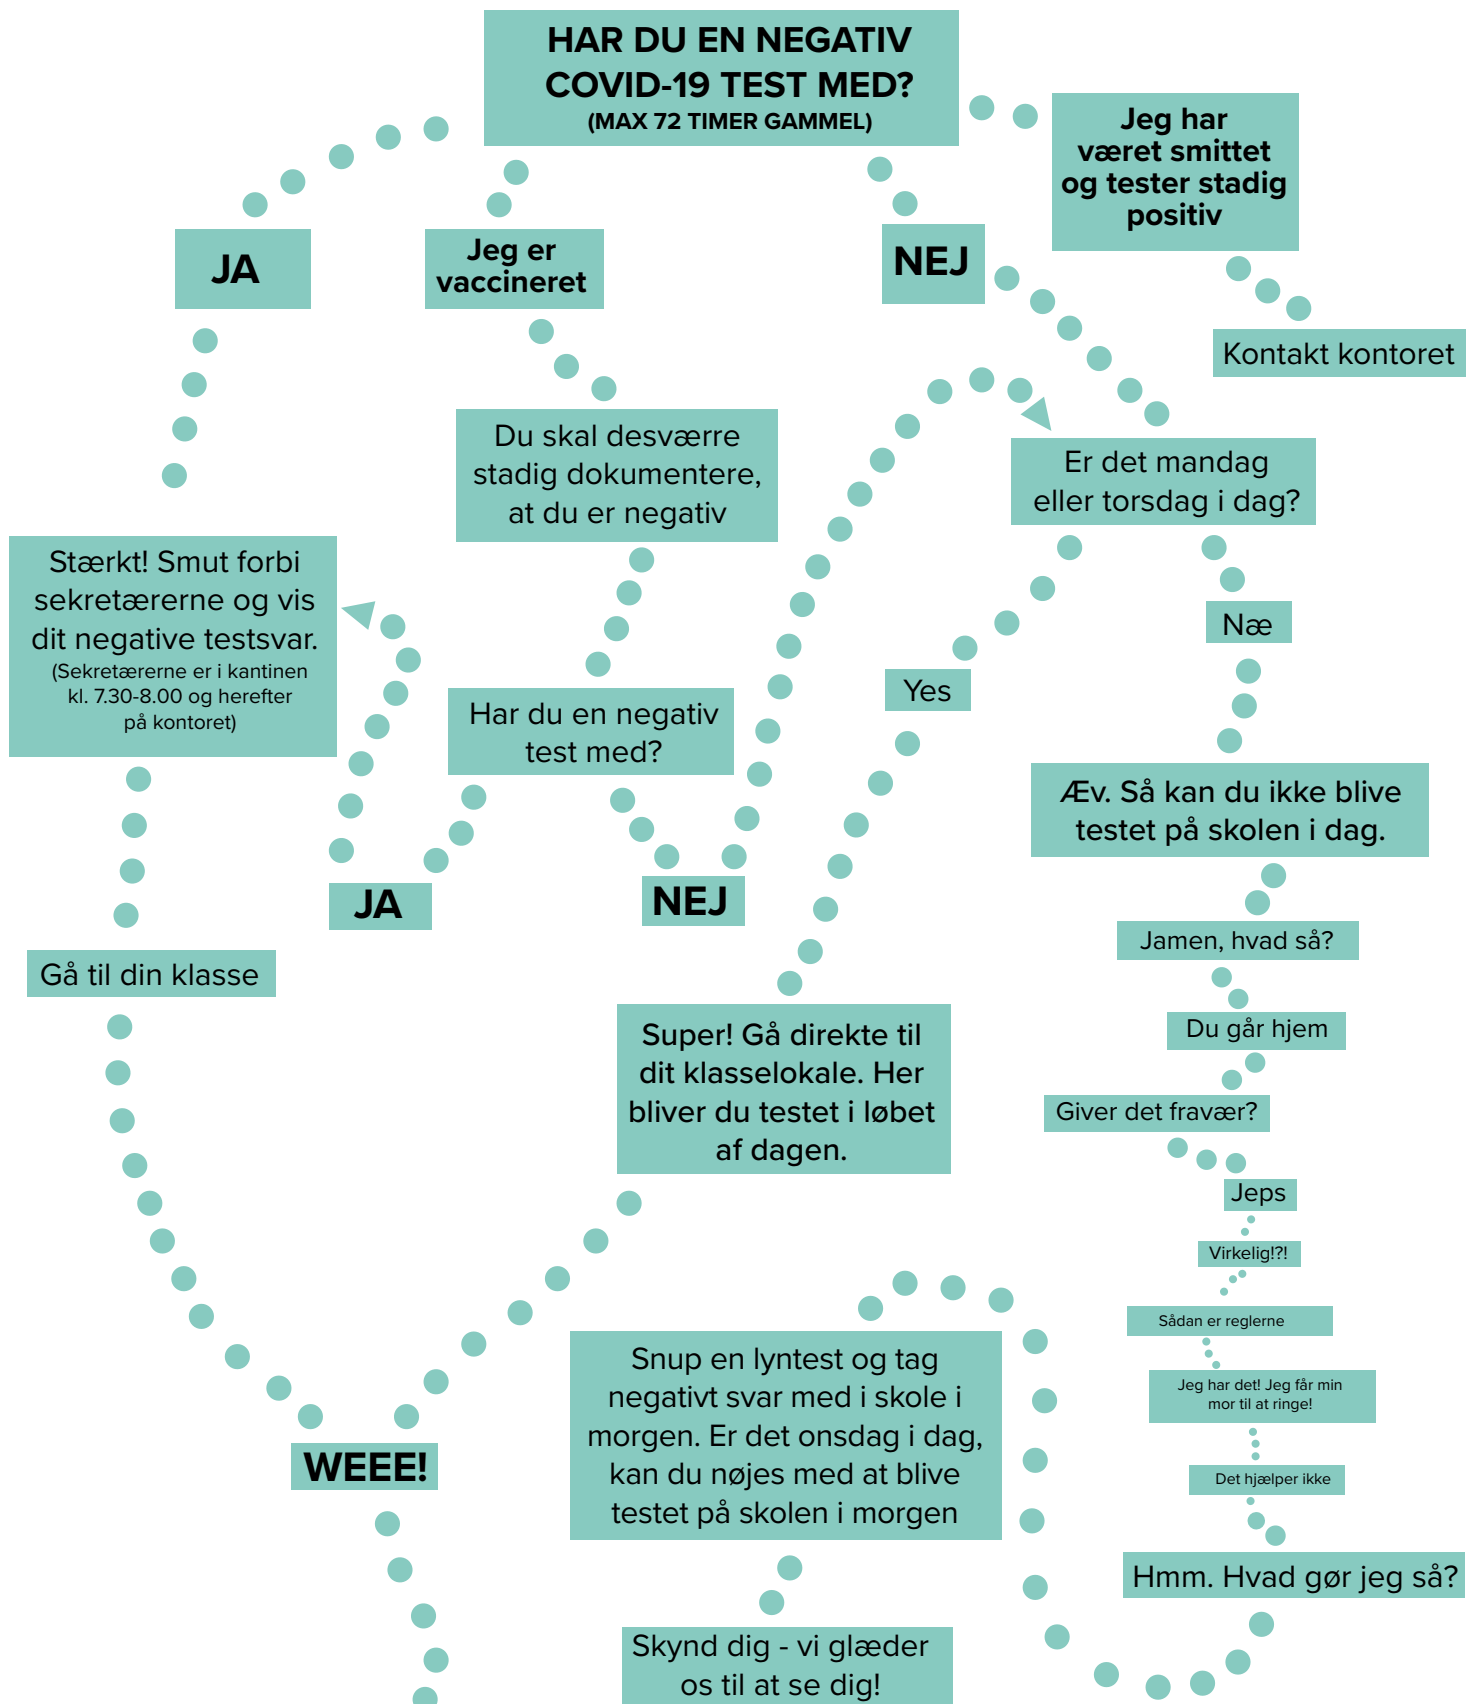 HAR DU EN NEGATIV
COVID-19 TEST MED?
(MAX 72 TIMER GAMMEL)
Jeg har
været smittet
og tester stadig
positiv
JA
Jeg er
vaccineret
NEJ
Kontakt kontoret
Du skal desværre
stadig dokumentere,
at du er negativ
Er det mandag
eller torsdag i dag?
Stærkt! Smut forbi
sekretærerne og vis
dit negative testsvar.
(Sekretærerne er i kantinen
kl. 7.30-8.00 og herefter
på kontoret)
Næ
Yes
Har du en negativ
test med?
Æv. Så kan du ikke blive
testet på skolen i dag.
JA
NEJ
Jamen, hvad så?
Gå til din klasse
Du går hjem
Super! Gå direkte til
dit klasselokale. Her
bliver du testet i løbet
af dagen.
Giver det fravær?
Jeps
Virkelig!?!
Sådan er reglerne
Snup en lyntest og tag
negativt svar med i skole i
morgen. Er det onsdag i dag,
kan du nøjes med at blive
testet på skolen i morgen
Jeg har det! Jeg får min
mor til at ringe!
WEEE!
Det hjælper ikke
Hmm. Hvad gør jeg så?
Skynd dig - vi glæder
os til at se dig!